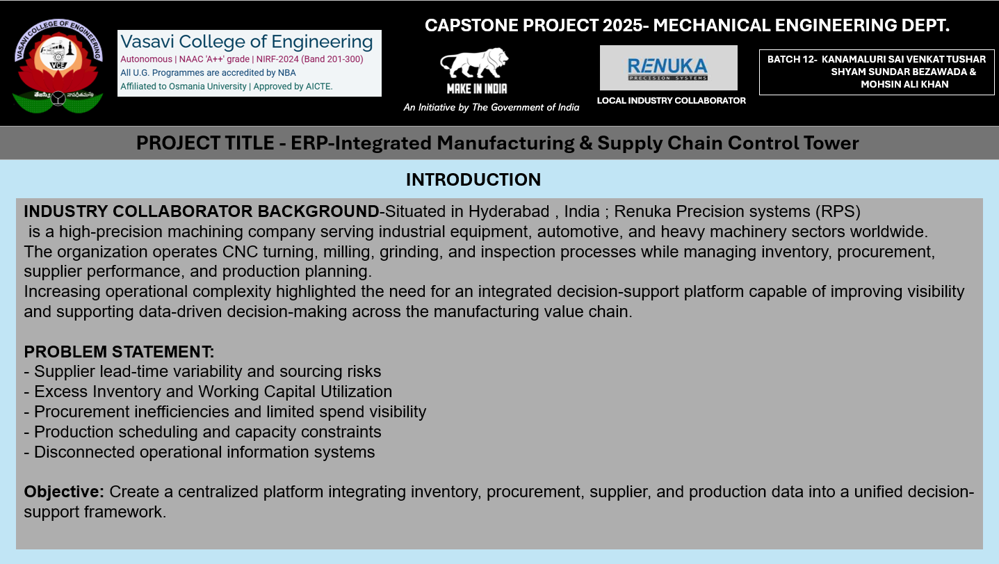 VASAVI COLLEGE OF ENGINEERING
VCE
Vasavi College of Engineering
Autonomous | NAAC 'A++' grade | NIRF-2024 (Band 201-300)
All U.G. Programmes are accredited by NBA
Affiliated to Osmania University | Approved by AICTE.
CAPSTONE PROJECT 2025- MECHANICAL ENGINEERING DEPT.
MAKE IN INDIA
An Initiative by The Government of India
RENUKA
PRECISION SYSTEMS
LOCAL INDUSTRY COLLABORATOR
BATCH 12- KANAMALURI SAI VENKAT TUSHAR
SHYAM SUNDAR BEZAWADA &
MOHSIN ALI KHAN
PROJECT TITLE - ERP-Integrated Manufacturing & Supply Chain Control Tower
INTRODUCTION
INDUSTRY COLLABORATOR BACKGROUND-Situated in Hyderabad , India ; Renuka Precision systems (RPS)
is a high-precision machining company serving industrial equipment, automotive, and heavy machinery sectors worldwide.
The organization operates CNC turning, milling, grinding, and inspection processes while managing inventory, procurement,
supplier performance, and production planning.
Increasing operational complexity highlighted the need for an integrated decision-support platform capable of improving visibility
and supporting data-driven decision-making across the manufacturing value chain.
PROBLEM STATEMENT:
- Supplier lead-time variability and sourcing risks
- Excess Inventory and Working Capital Utilization
- Procurement inefficiencies and limited spend visibility
- Production scheduling and capacity constraints
- Disconnected operational information systems
Objective: Create a centralized platform integrating inventory, procurement, supplier, and production data into a unified decision-
support framework.